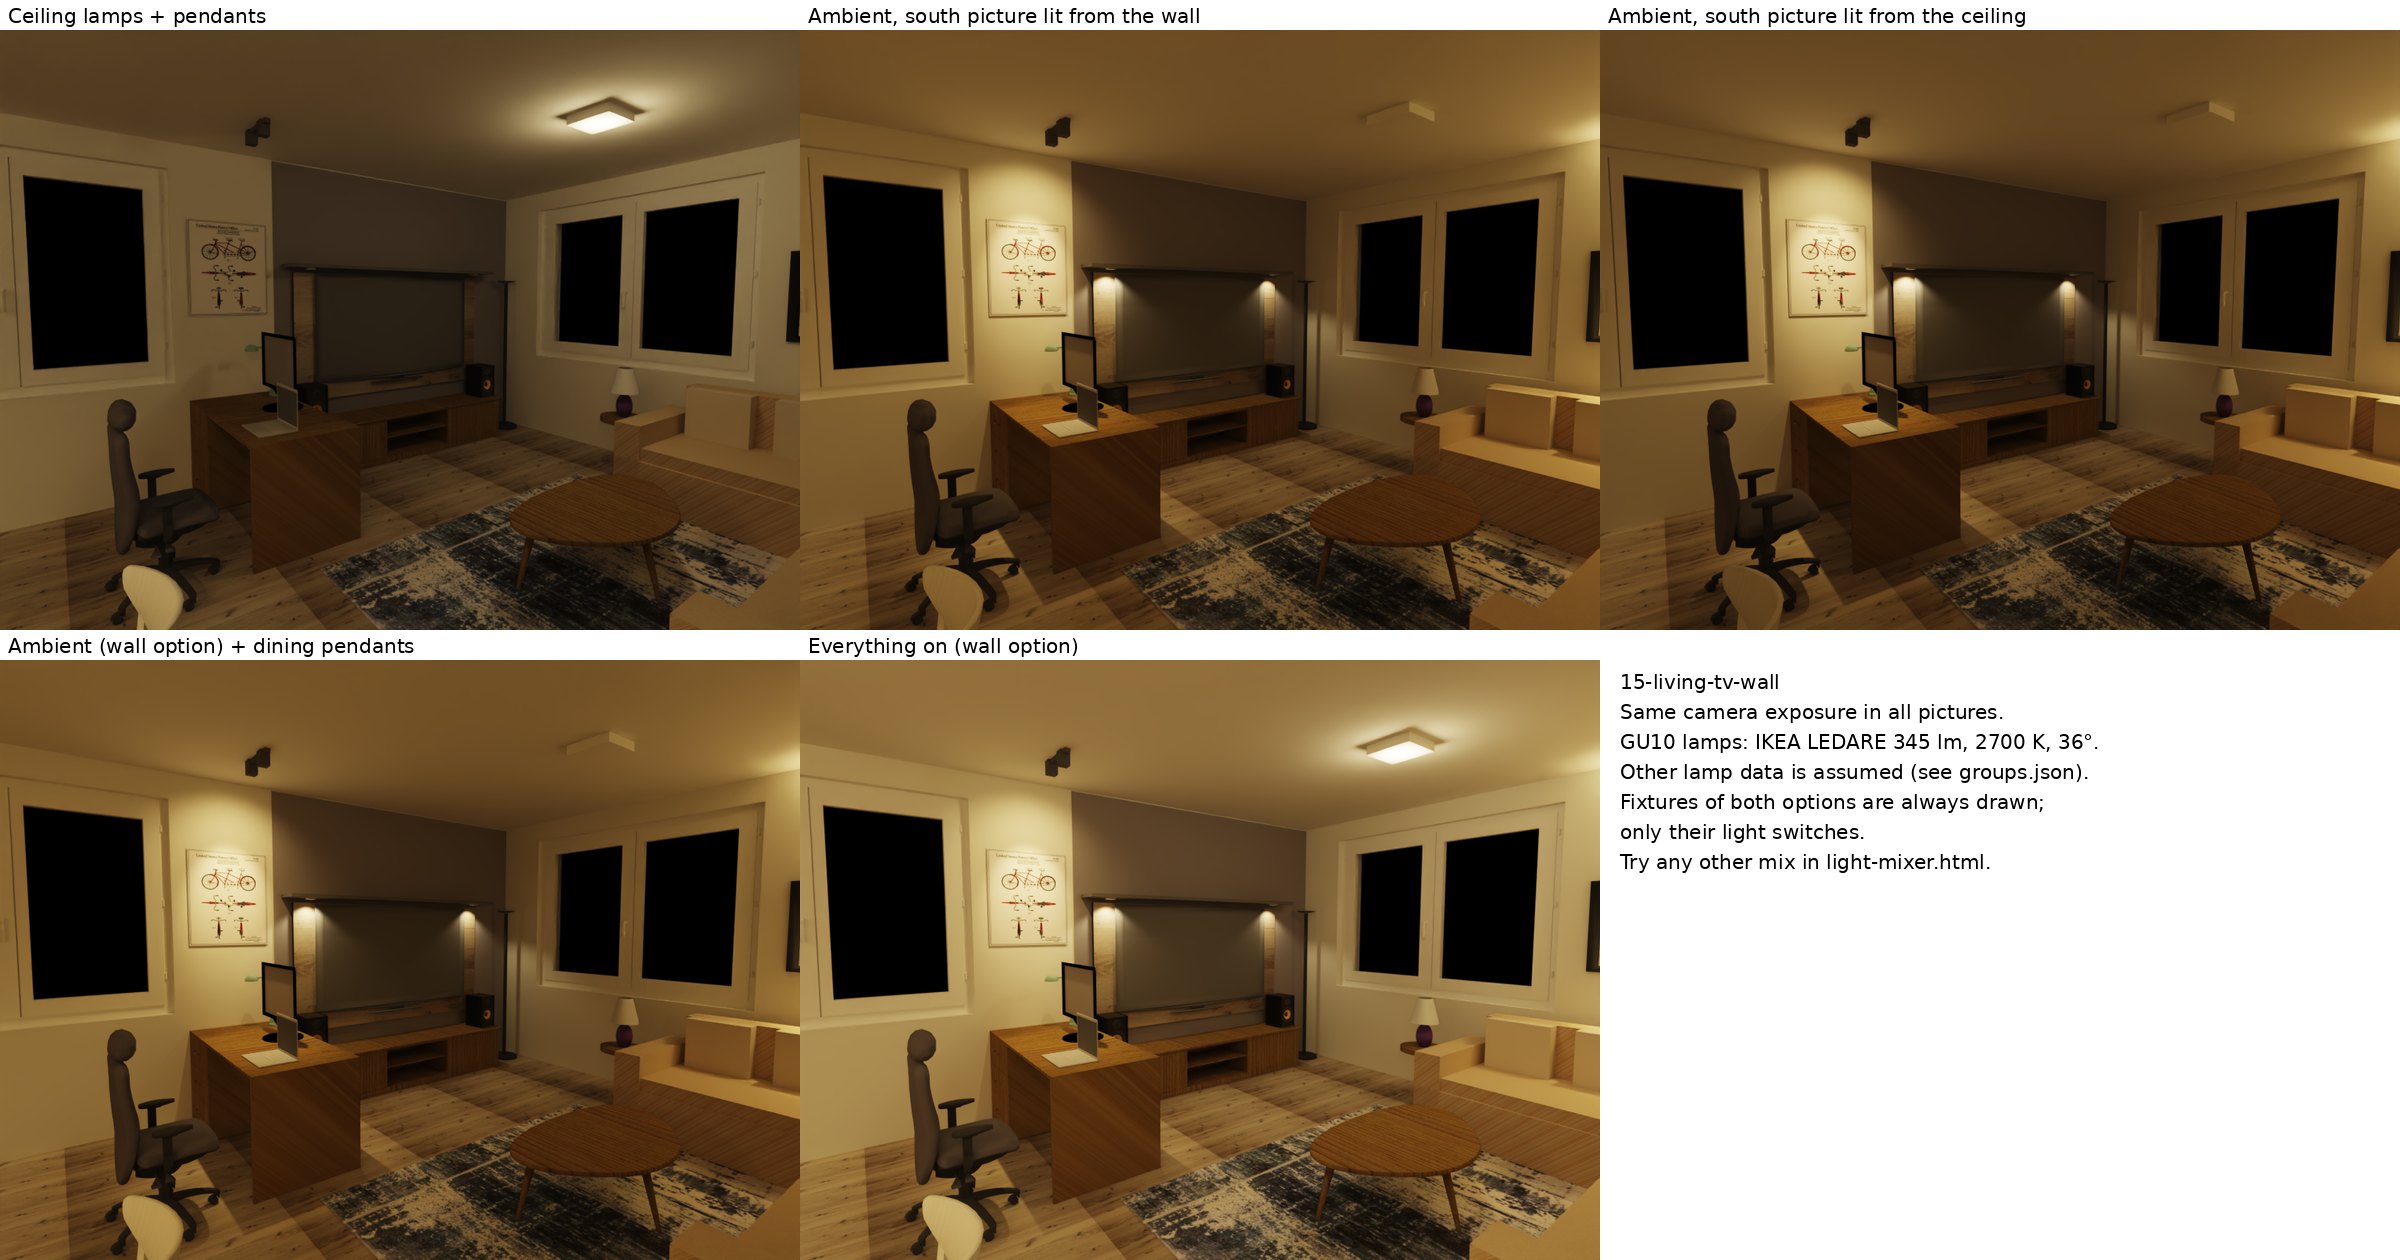 Ceiling lamps + pendants
Ambient, south picture lit from the wall
Ambient, south picture lit from the ceiling
Ambient (wall option) + dining pendants
Everything on (wall option)
15-living-tv-wall
Same camera exposure in all pictures.
GU10 lamps: IKEA LEDARE 345 lm, 2700 K, 36°.
Other lamp data is assumed (see groups.json).
Fixtures of both options are always drawn;
only their light switches.
Try any other mix in light-mixer.html.